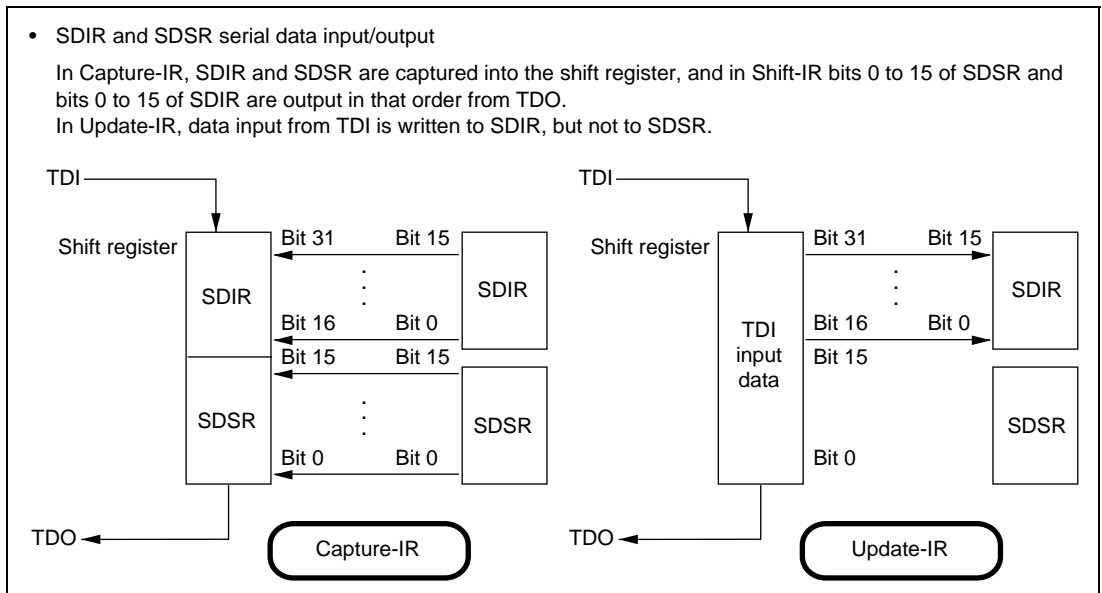 • SDIR and SDSR serial data input/output
In Capture-IR, SDIR and SDSR are captured into the shift register, and in Shift-IR bits 0 to 15 of SDSR and
bits 0 to 15 of SDIR are output in that order from TDO.
In Update-IR, data input from TDI is written to SDIR, but not to SDSR.
TDI
Shift register
Bit 31 Bit 15
SDIR
SDIR
Bit 16 Bit 0
Bit 15 Bit 15
SDSR
SDSR
Bit 0 Bit 0
TDO
Capture-IR
TDI
Shift register
Bit 31 Bit 15
SDIR
TDI
input
data
Bit 16 Bit 0
Bit 15
SDSR
Bit 0
TDO
Update-IR